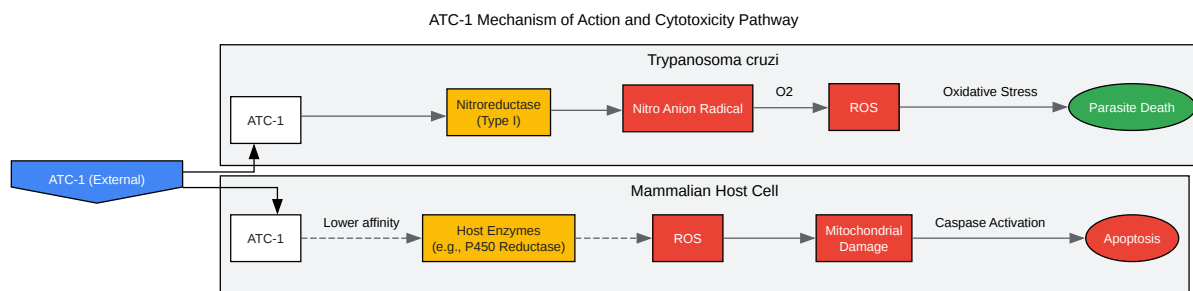 ATC-1 Mechanism of Action and Cytotoxicity Pathway
Trypanosoma cruzi
ATC-1
Nitroreductase
(Type I)
Nitro Anion Radical
O2
ROS
Oxidative Stress
Parasite Death
ATC-1 (External)
Mammalian Host Cell
ATC-1
Lower affinity
Host Enzymes
(e.g., P450 Reductase)
ROS
Mitochondrial
Damage
Caspase Activation
Apoptosis